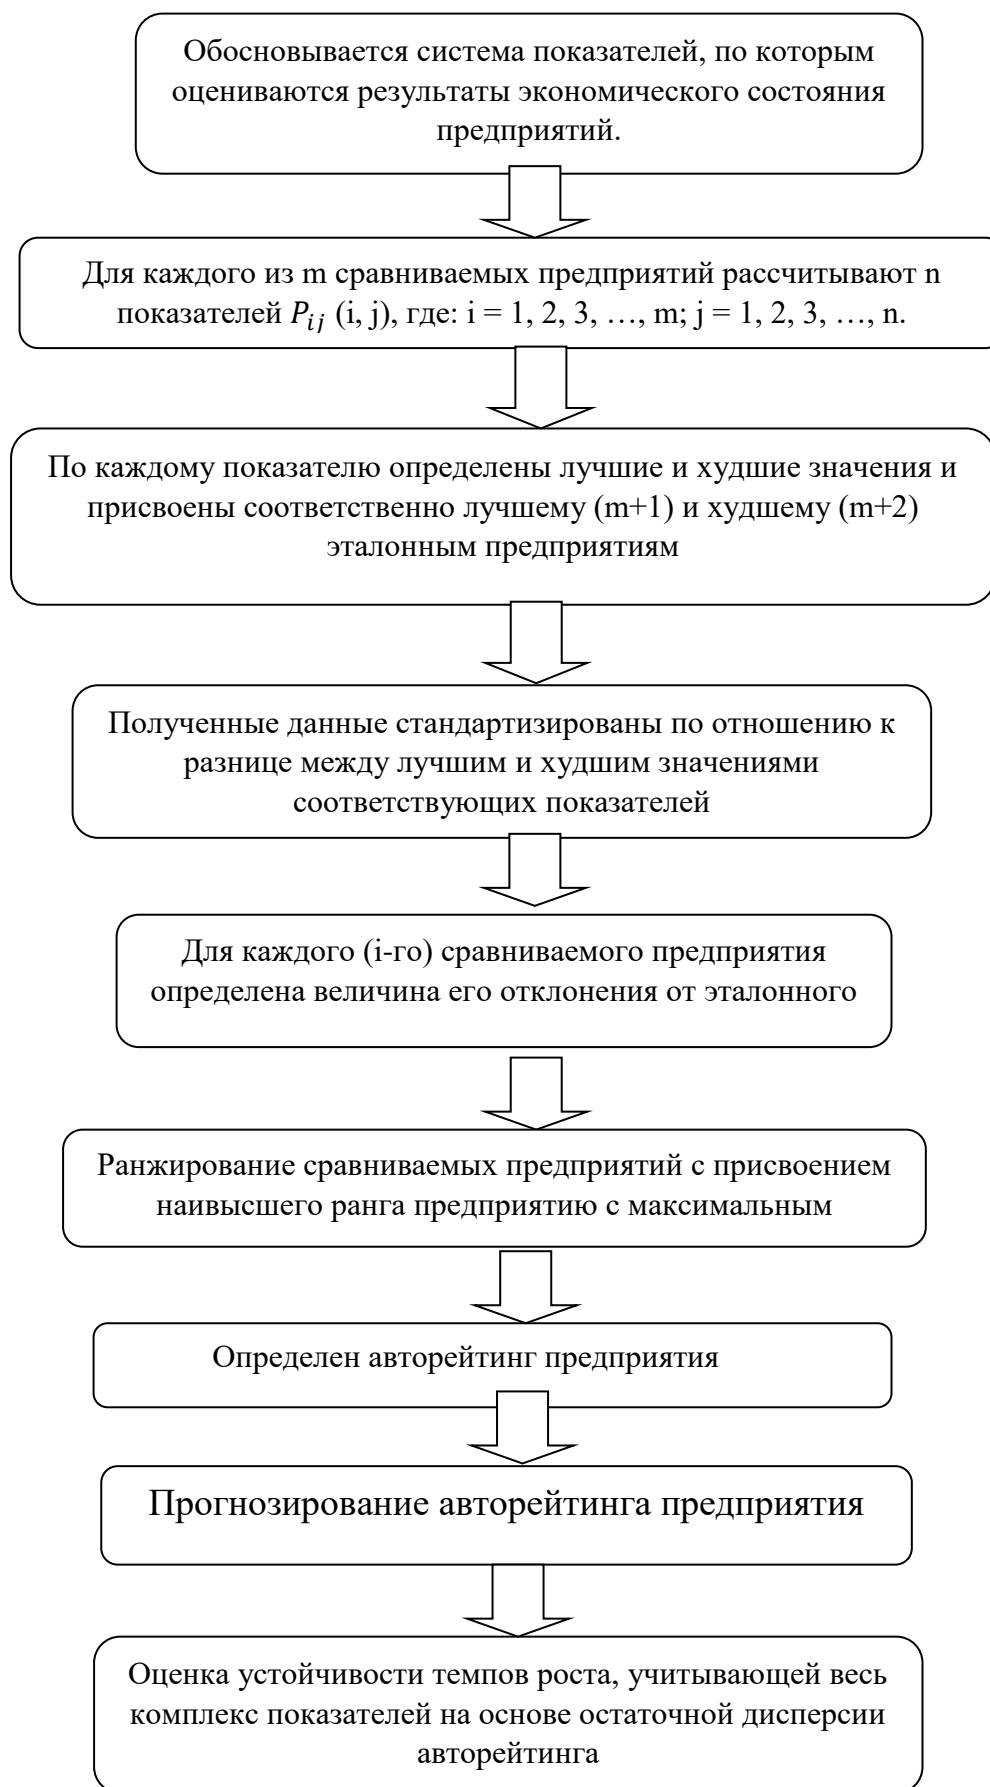 Обосновывается система показателей, по которым
оцениваются результаты экономического состояния
предприятий.
Для каждого из m сравниваемых предприятий рассчитывают n
показателей P_{ij} (i, j), где: i = 1, 2, 3, …, m; j = 1, 2, 3, …, n.
По каждому показателю определены лучшие и худшие значения и
присвоены соответственно лучшему (m+1) и худшему (m+2)
эталонным предприятиям
Полученные данные стандартизированы по отношению к
разнице между лучшим и худшим значениями
соответствующих показателей
Для каждого (i-го) сравниваемого предприятия
определена величина его отклонения от эталонного
Ранжирование сравниваемых предприятий с присвоением
наивысшего ранга предприятию с максимальным
Определен авторейтинг предприятия
Прогнозирование авторейтинга предприятия
Оценка устойчивости темпов роста, учитывающей весь
комплекс показателей на основе остаточной дисперсии
авторейтинга